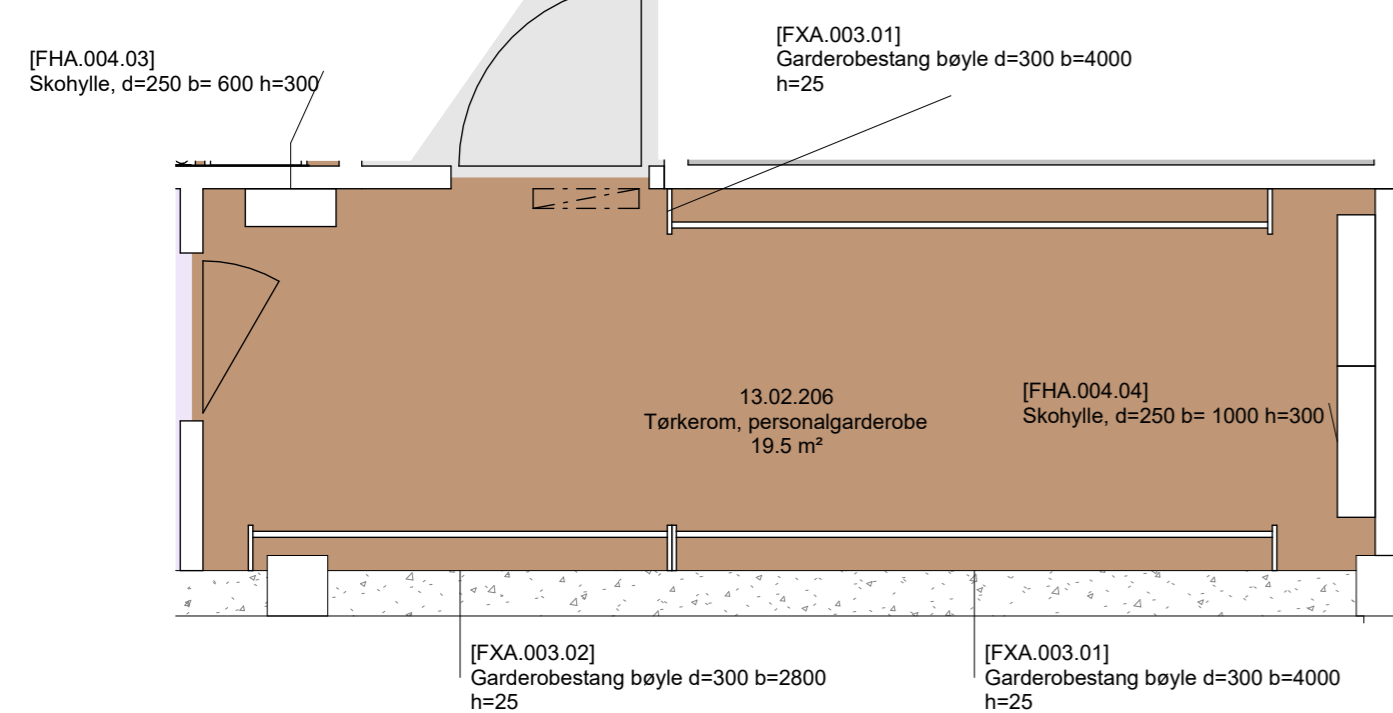 [FHA.004.03]
Skohylle, d=250 b= 600 h=300
[FXA.003.01]
Garderobestang bøyle d=300 b=4000
h=25
13.02.206
Tørkerom, personalgarderobe
19.5 m²
[FHA.004.04]
Skohylle, d=250 b= 1000 h=300
[FXA.003.02]
Garderobestang bøyle d=300 b=2800
h=25
[FXA.003.01]
Garderobestang bøyle d=300 b=4000
h=25